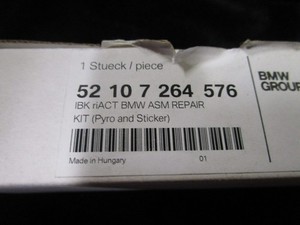 1 Stueck / piece
52 10 7 264 576
IBK riACT BMW ASM REPAIR
KIT (Pyro and Sticker)
Made in Hungary
01
BMW
GROUP